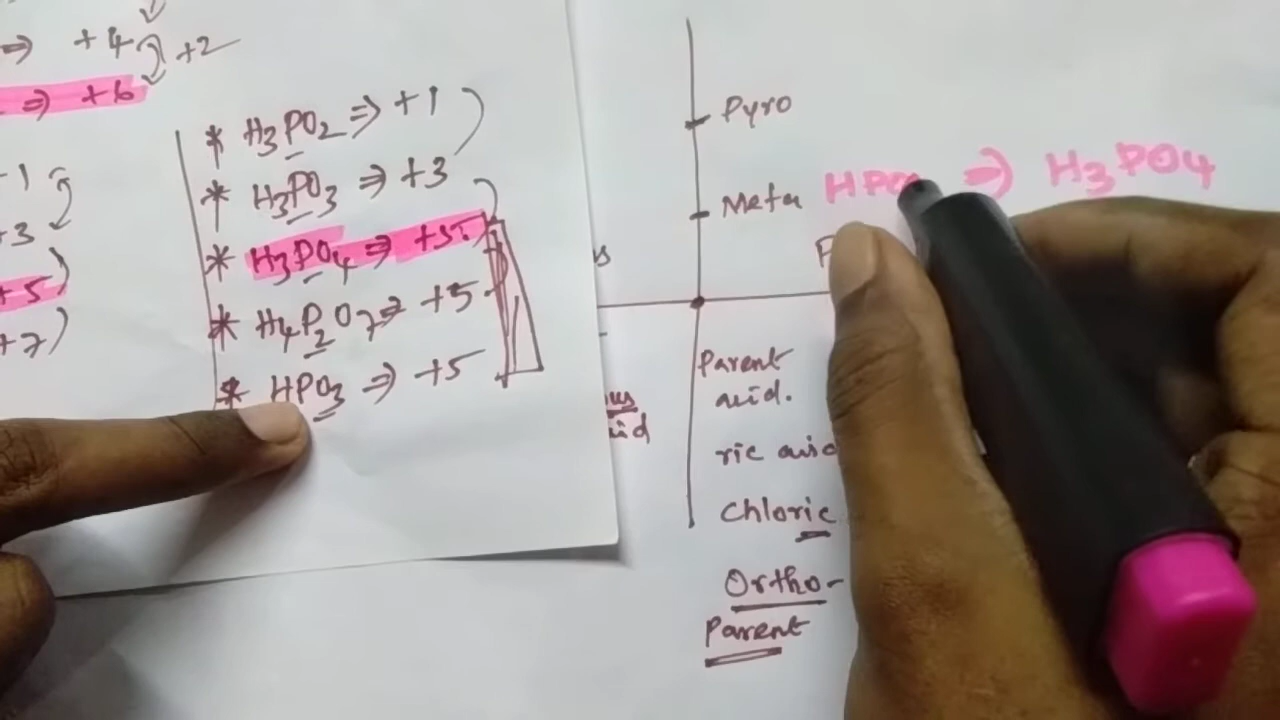 ⇒ +4 +2
⇒ +6
* H3PO2 ⇒ +1
* H3PO3 ⇒ +3
* H3PO4 ⇒ +5
* H4P2O7 ⇒ +5
* HPO3 ⇒ +5
+3
+5
+7
Pyro
Meta HPO ⇒ H3PO4
Parent
acid.
ric acid
Chloric
Ortho-
Parent